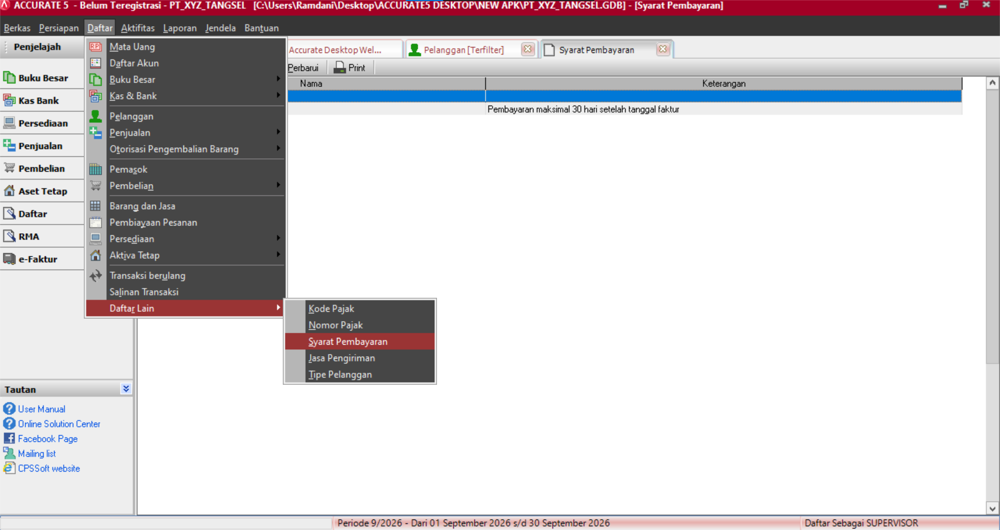 ACCURATE 5 - Belum Teregistrasi - PT_XYZ_TANGSEL [C:\Users\Ramdani\Desktop\ACCURATE5 DESKTOP\NEW APK\PT_XYZ_TANGSEL.GDB] - [Syarat Pembayaran]
Berkas Persiapan Daftar Aktifitas Laporan Jendela Bantuan
Penjelajah
Buku Besar
Kas Bank
Persediaan
Penjualan
Pembelian
Aset Tetap
Daftar
RMA
e-Faktur
RP
Mata Uang
Daftar Akun
Buku Besar
Kas & Bank
Pelanggan
Penjualan
Otorisasi Pengembalian Barang
Pemasok
Pembelian
Barang dan Jasa
Pembiayaan Pesanan
Persediaan
Aktiva Tetap
Transaksi berulang
Salinan Transaksi
Daftar Lain
Kode Pajak
Nomor Pajak
Syarat Pembayaran
Jasa Pengiriman
Tipe Pelanggan
Accurate Desktop Wel... Pelanggan [Terfilter] Syarat Pembayaran
Perbarui Print
Nama Keterangan
Pembayaran maksimal 30 hari setelah tanggal faktur
Tautan
User Manual
Online Solution Center
Facebook Page
Mailing list
CPSSoft website
Periode 9/2026 - Dari 01 September 2026 s/d 30 September 2026
Daftar Sebagai SUPERVISOR